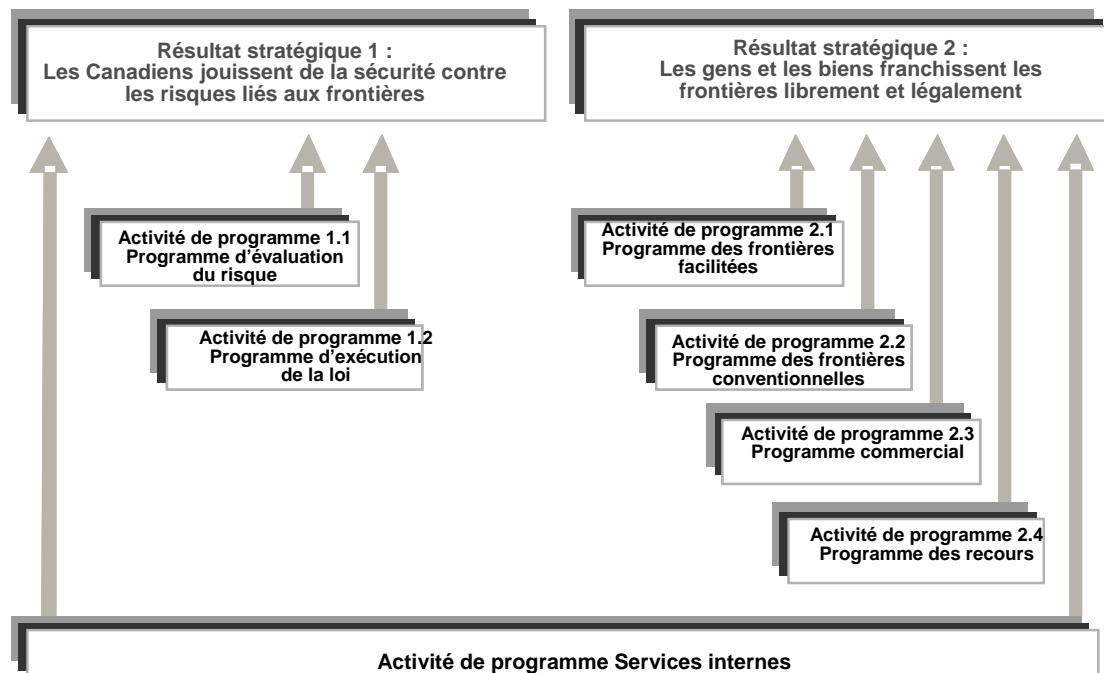 Résultat stratégique 1 :
Les Canadiens jouissent de la sécurité contre
les risques liés aux frontières
Résultat stratégique 2 :
Les gens et les biens franchissent les
frontières librement et légalement
Activité de programme 1.1
Programme d'évaluation
du risque
Activité de programme 1.2
Programme d'exécution
de la loi
Activité de programme 2.1
Programme des frontières
facilitées
Activité de programme 2.2
Programme des frontières
conventionnelles
Activité de programme 2.3
Programme commercial
Activité de programme 2.4
Programme des recours
Activité de programme Services internes